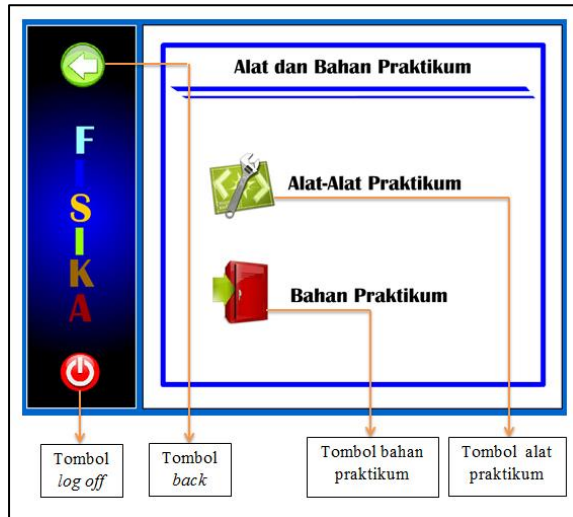 Alat dan Bahan Praktikum
FISIKA
Alat-Alat Praktikum
Bahan Praktikum
Tombol
log off
Tombol
back
Tombol bahan
praktikum
Tombol alat
praktikum